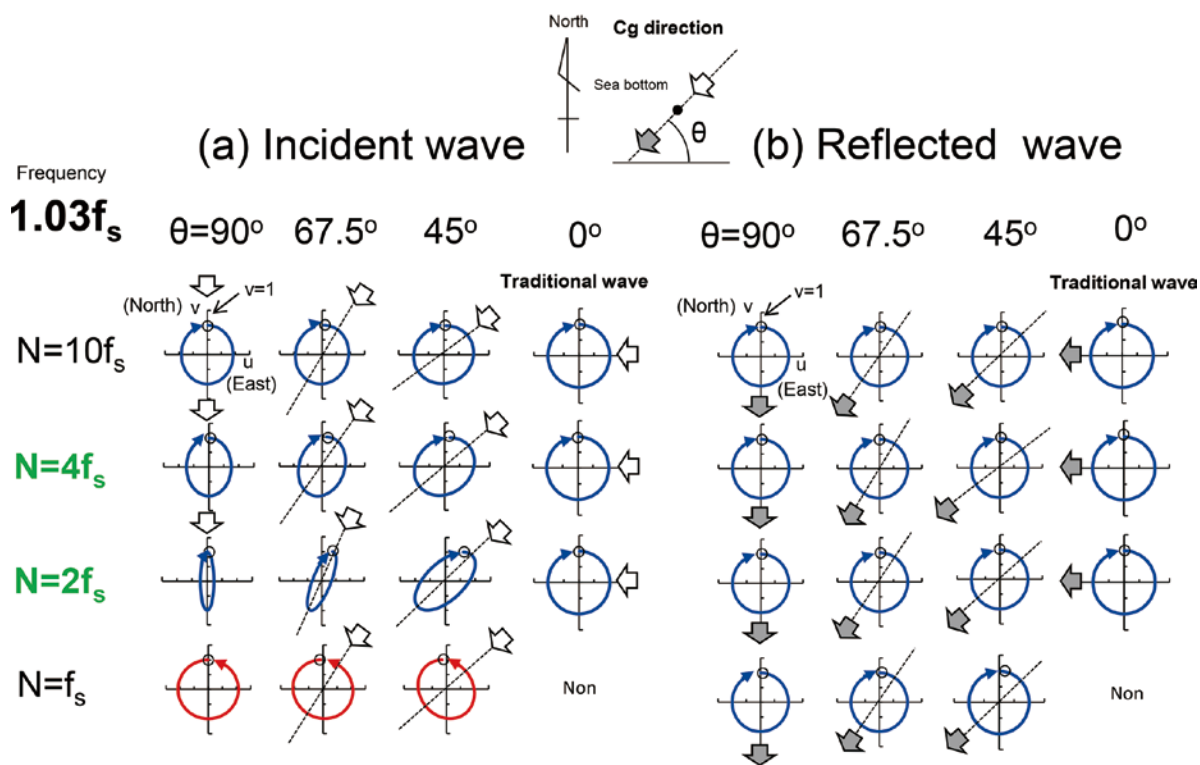 North
Cg direction
Sea bottom
θ
(a) Incident wave
(b) Reflected wave
Frequency
1.03fs
θ=90o 67.5o 45o 0o
θ=90o 67.5o 45o 0o
Traditional wave
Traditional wave
(North) v v=1
(North) v v=1
N=10fs
u
(East)
u
(East)
N=4fs
N=2fs
N=fs
Non
Non